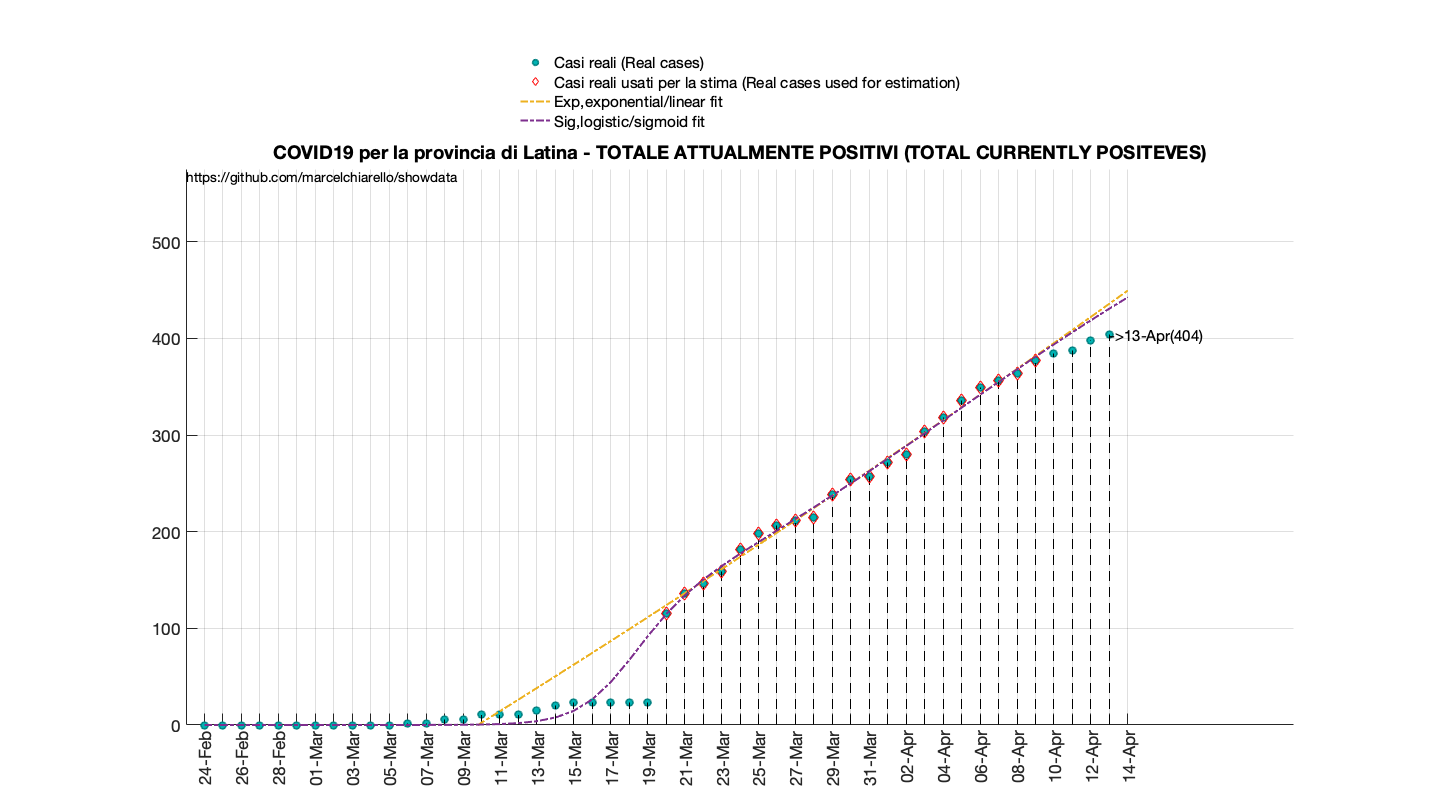 Casi reali (Real cases)
Casi reali usati per la stima (Real cases used for estimation)
Exp,exponential/linear fit
Sig,logistic/sigmoid fit
COVID19 per la provincia di Latina - TOTALE ATTUALMENTE POSITIVI (TOTAL CURRENTLY POSITEVES)
https://github.com/marcelchiarello/showdata
500
400
>13-Apr(404)
300
200
100
0
24-Feb
26-Feb
28-Feb
01-Mar
03-Mar
05-Mar
07-Mar
09-Mar
11-Mar
13-Mar
15-Mar
17-Mar
19-Mar
21-Mar
23-Mar
25-Mar
27-Mar
29-Mar
31-Mar
02-Apr
04-Apr
06-Apr
08-Apr
10-Apr
12-Apr
14-Apr